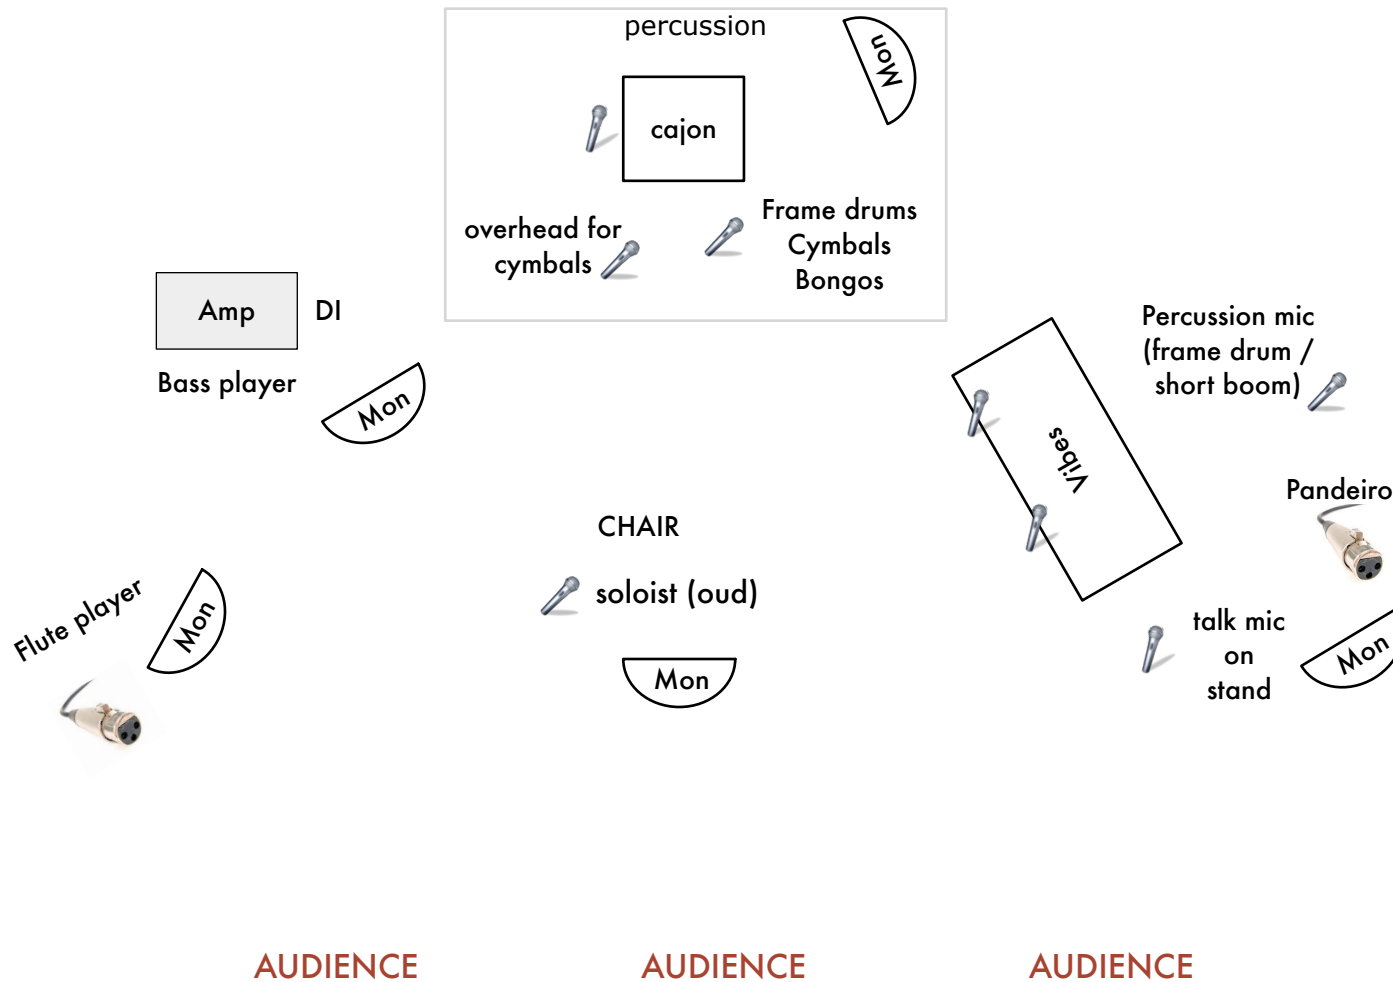 percussion
Mon
cajon
overhead for
cymbals
Frame drums
Cymbals
Bongos
Amp
DI
Bass player
Mon
Percussion mic
(frame drum /
short boom)
Vibes
Pandeiro
CHAIR
soloist (oud)
Mon
Flute player
Mon
talk mic
on
stand
Mon
AUDIENCE
AUDIENCE
AUDIENCE